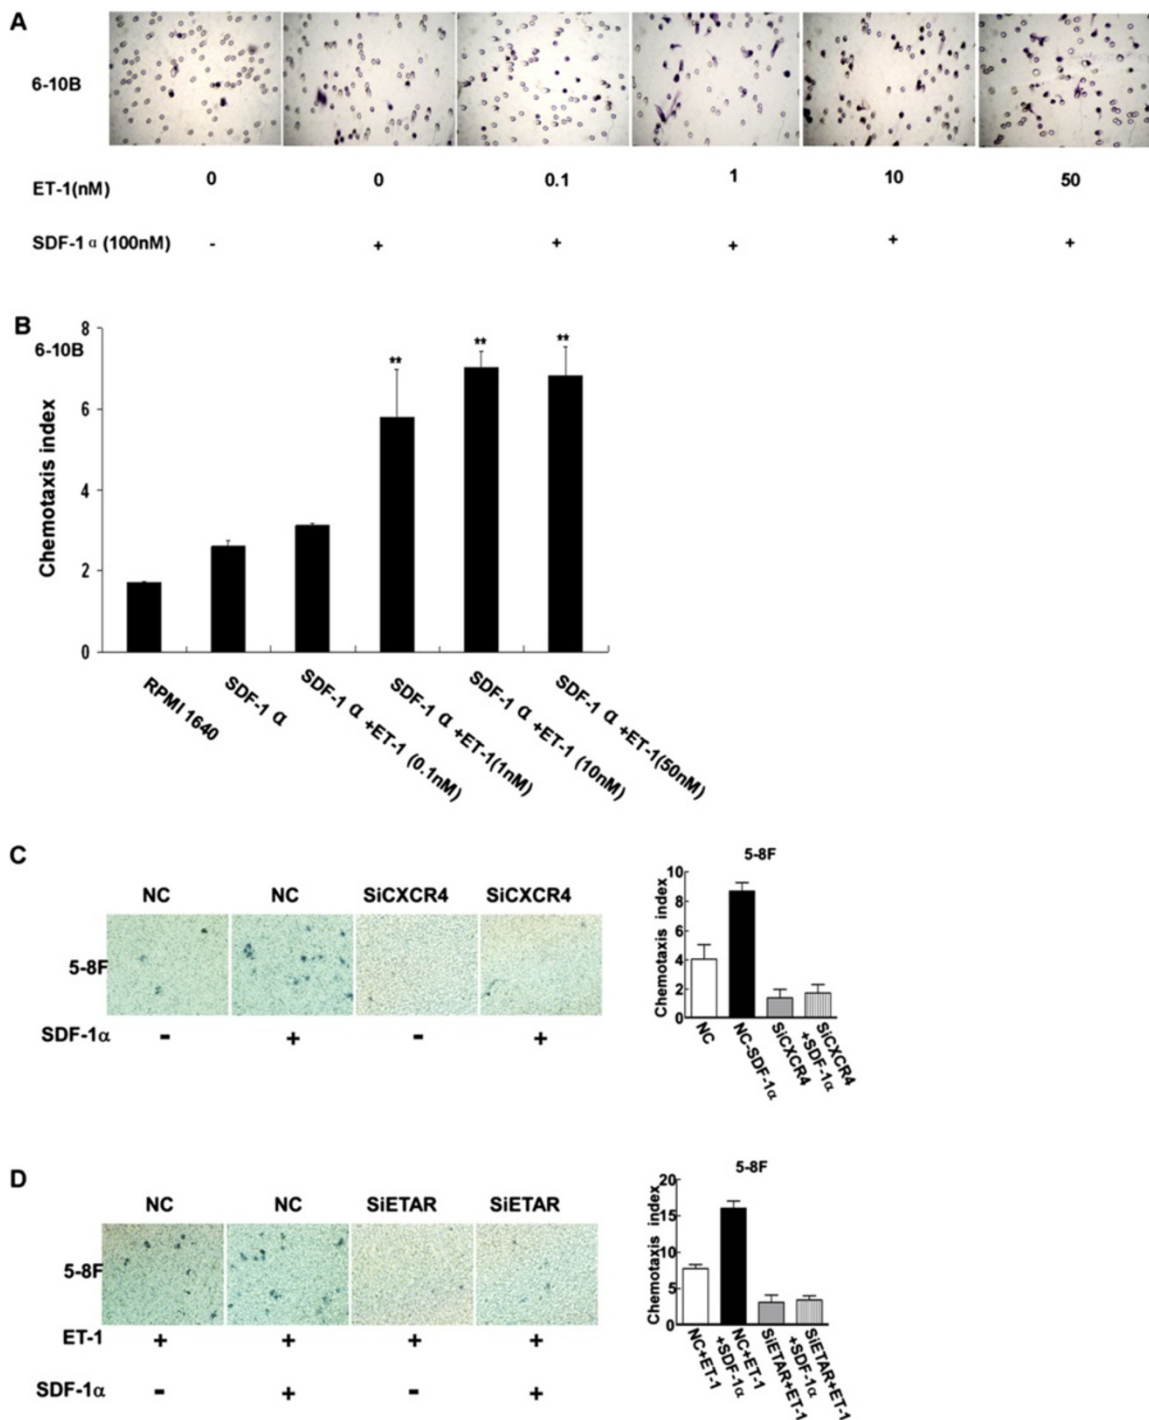 A
6-10B
ET-1(nM) 0 0 0.1 1 10 50
SDF-1 α (100nM) - + + + + +
B
6-10B
8
6
4
2
0
Chemotaxis index
RPMI 1640
SDF-1 α
SDF-1 α +ET-1 (0.1nM)
SDF-1 α +ET-1(1nM)
SDF-1 α +ET-1 (10nM)
SDF-1 α +ET-1(50nM)
** ** **
C
NC NC SiCXCR4 SiCXCR4
5-8F
SDF-1α - + - +
5-8F
10
8
6
4
2
0
Chemotaxis index
NC
NC-SDF-1α
SiCXCR4
SiCXCR4
+SDF-1α
D
NC NC SiETAR SiETAR
5-8F
ET-1 + + + +
SDF-1α - + - +
5-8F
20
15
10
5
0
Chemotaxis index
NC+ET-1
NC+ET-1
+SDF-1α
SiETAR+ET-1
SiETAR+ET-1
+SDF-1α